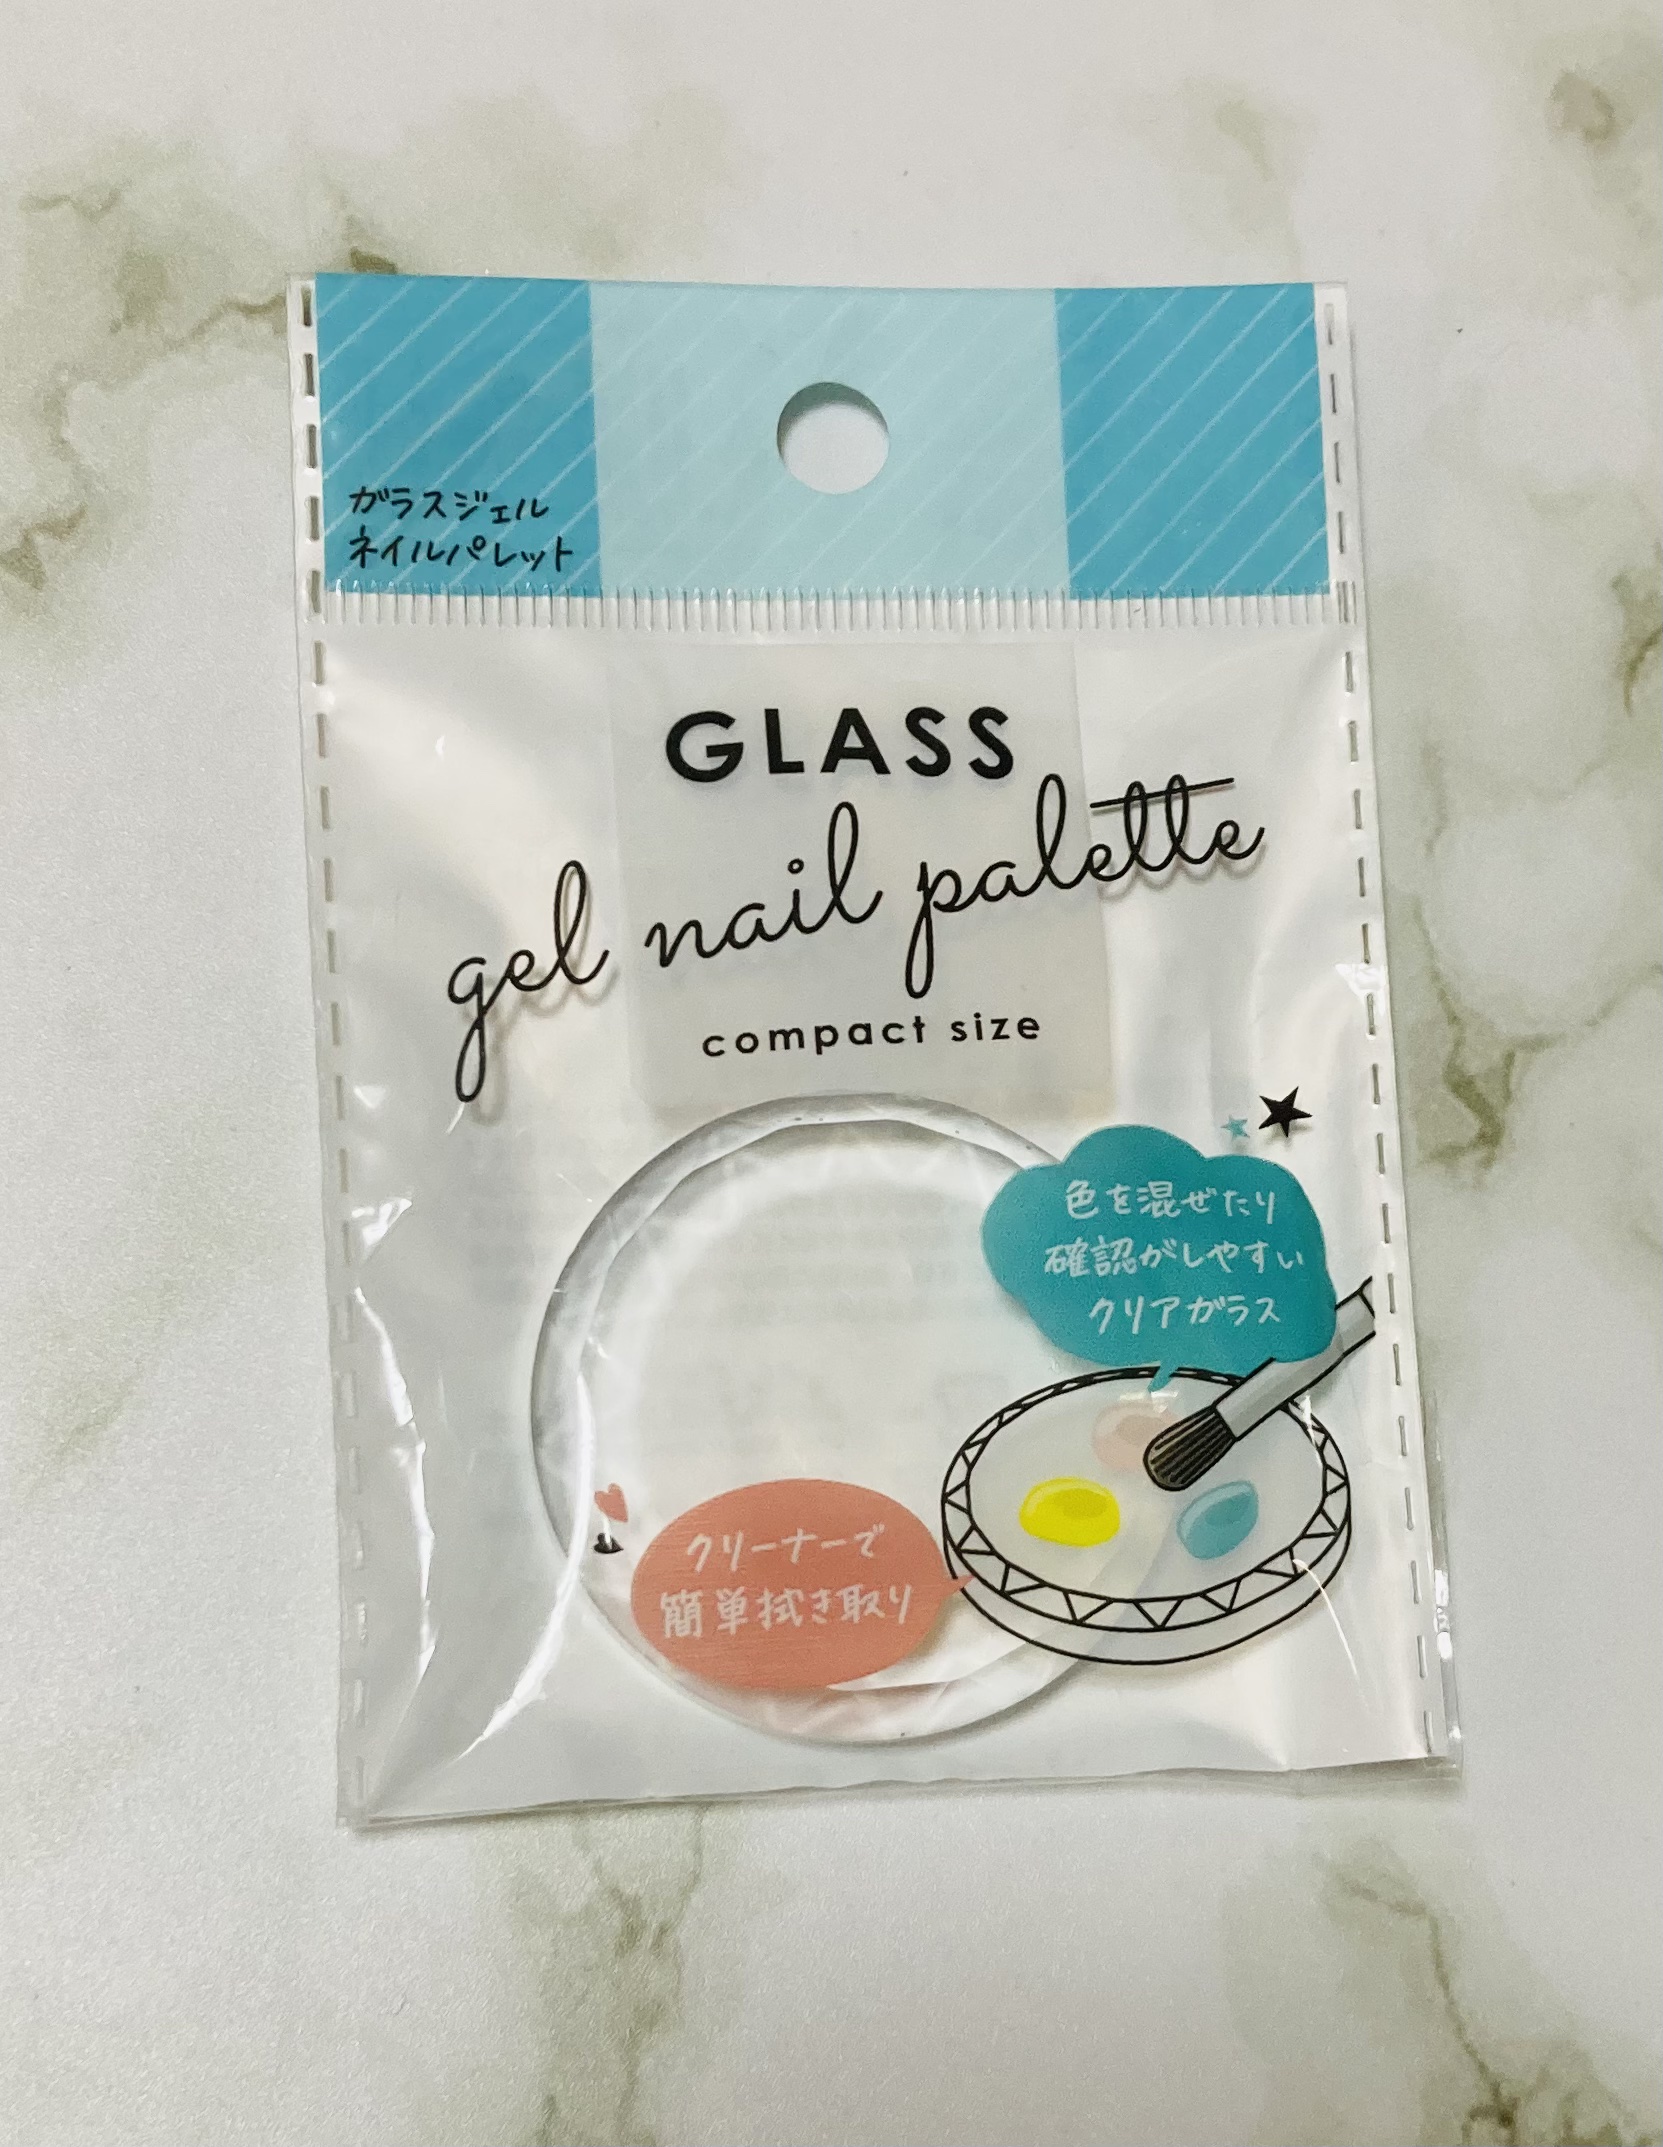 ガラスジェル
ネイルパレット
GLASS
gel nail palette
compact size
色を混ぜたり
確認がしやすい
クリアガラス
クリーナーで
簡単拭き取り